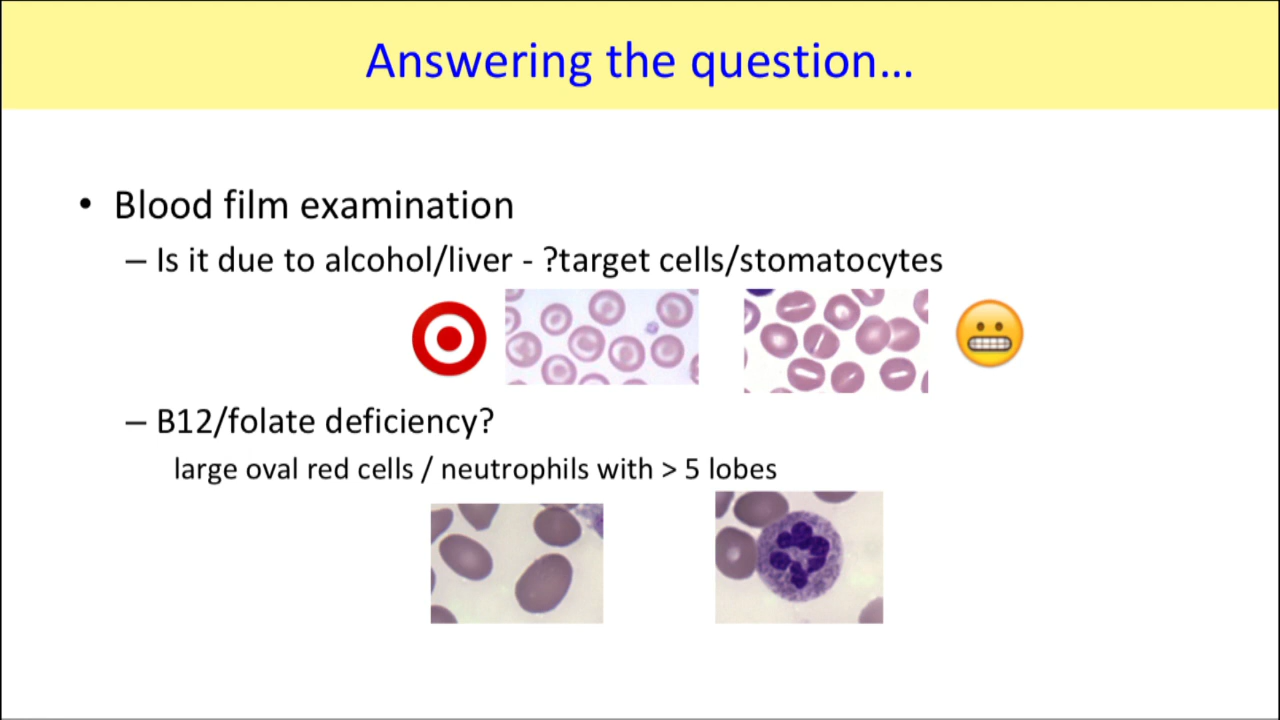 Answering the question...
• Blood film examination
– Is it due to alcohol/liver - ?target cells/stomatocytes
– B12/folate deficiency?
large oval red cells / neutrophils with > 5 lobes